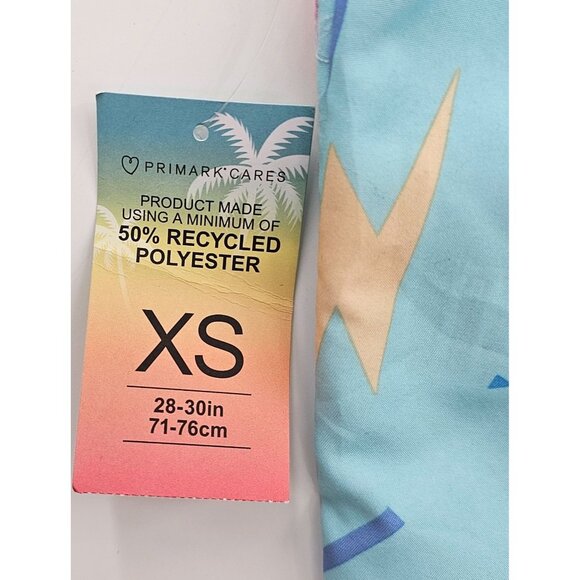 PRIMARK® CARES
PRODUCT MADE
USING A MINIMUM OF
50% RECYCLED
POLYESTER
XS
28-30in
71-76cm